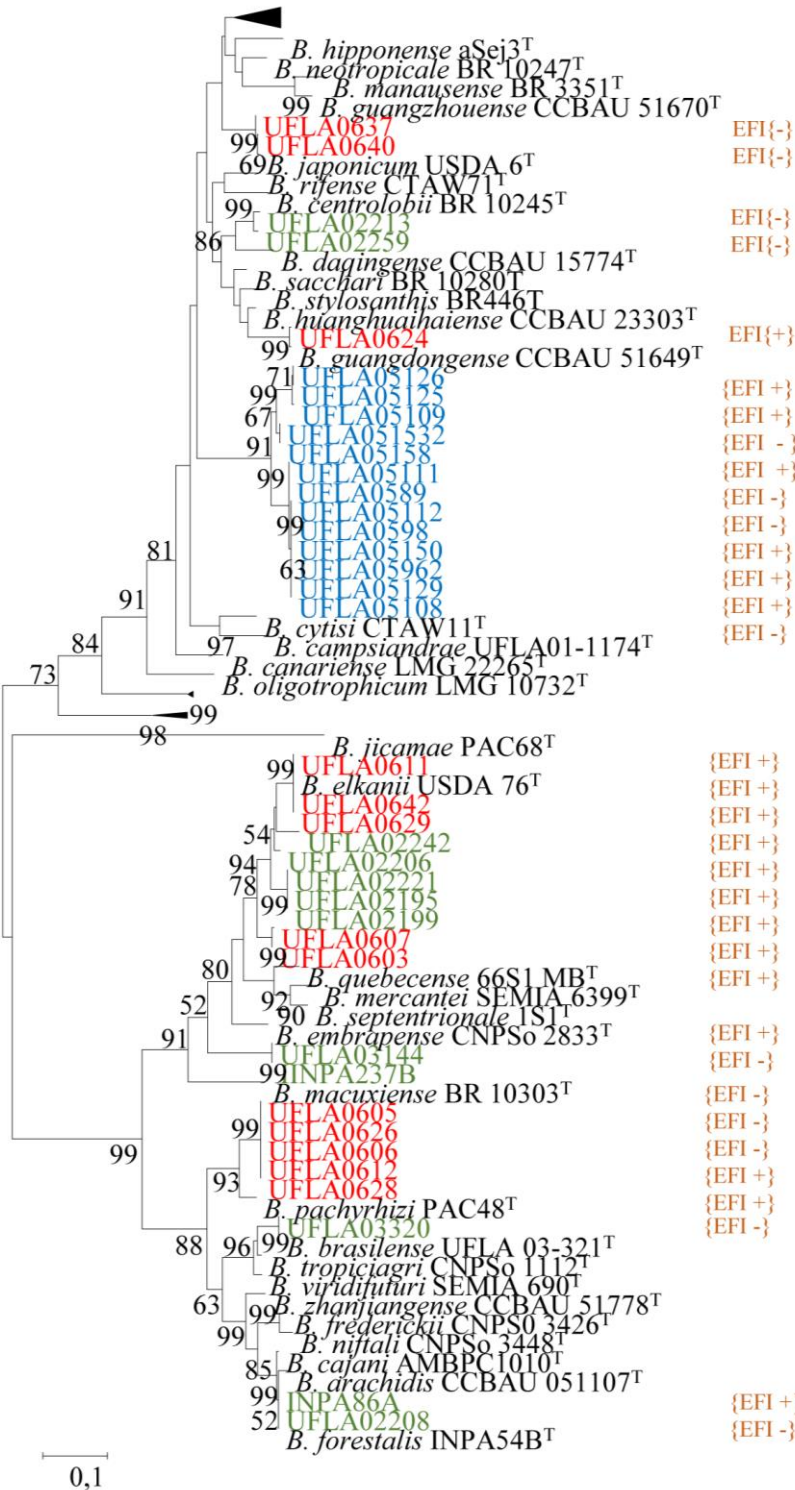 B. hipponense aSej3ᵀ
B. neotropicale BR 10247ᵀ
B. manausense BR 3351ᵀ
99 B. guangzhouense CCBAU 51670ᵀ
UFLA0637 EFI{-}
99 UFLA0640 EFI{-}
69 B. japonicum USDA 6ᵀ
B. rifense CTAW71ᵀ
99 B. centrolobii BR 10245ᵀ
UFLA02213 EFI{-}
86 UFLA02259 EFI{-}
B. daqingense CCBAU 15774ᵀ
B. sacchari BR 10280T
B. stylosanthis BR446T
B. huanghuaihaiense CCBAU 23303ᵀ
UFLA0624 EFI{+}
99 B. guangdongense CCBAU 51649ᵀ
71 UFLA05126
99 UFLA05125 {EFI +}
67 UFLA05109 {EFI +}
UFLA051532 {EFI -}
91 UFLA05158
99 UFLA05111 {EFI +}
UFLA0589 {EFI -}
UFLA05112 {EFI -}
99 UFLA0598
81 UFLA05150 {EFI +}
63 UFLA05962 {EFI +}
91 UFLA05129
UFLA05108 {EFI +}
B. cytisi CTAW11ᵀ {EFI -}
84 97 B. campsiandrae UFLA01-1174ᵀ
73 B. canariense LMG 22265ᵀ
B. oligotrophicum LMG 10732ᵀ
99
98
B. jicamae PAC68ᵀ
99 UFLA0611 {EFI +}
B. elkanii USDA 76ᵀ {EFI +}
UFLA0642 {EFI +}
54 UFLA0629
UFLA02242 {EFI +}
94 UFLA02206 {EFI +}
78 UFLA02221 {EFI +}
99 UFLA02195
UFLA02199 {EFI +}
UFLA0607 {EFI +}
99 UFLA0603
80 B. quebecense 66S1 MBᵀ {EFI +}
92 B. mercantei SEMIA 6399ᵀ
52 90 B. septentrionale 1S1ᵀ
91 B. embrapense CNPSo 2833ᵀ {EFI +}
UFLA03144 {EFI -}
99 INPA237B
B. macuxiense BR 10303ᵀ {EFI -}
UFLA0605 {EFI -}
99 UFLA0626
99 UFLA0606 {EFI -}
93 UFLA0612 {EFI +}
UFLA0628
B. pachyrhizi PAC48ᵀ {EFI +}
88 UFLA03320 {EFI -}
96 99 B. brasilense UFLA 03-321ᵀ
B. tropiciagri CNPSo 1112ᵀ
B. viridifuturi SEMIA 690ᵀ
63 B. zhanjiangense CCBAU 51778ᵀ
99 B. frederickii CNPS0 3426ᵀ
99 B. niftali CNPSo 3448ᵀ
85 B. cajani AMBPC1010ᵀ
B. arachidis CCBAU 051107ᵀ
99 INPA86A {EFI +}
52 UFLA02208 {EFI -}
B. forestalis INPA54Bᵀ
0,1